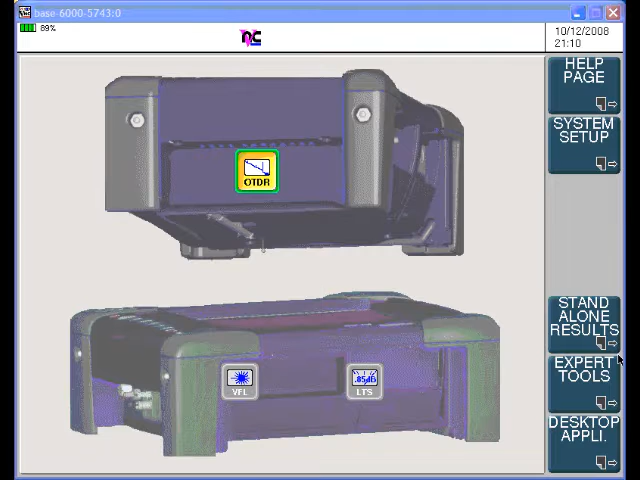 base 6000-5743:0
89%
10/12/2008
21:10
HELP
PAGE
SYSTEM
SETUP
OTDR
STAND
ALONE
RESULTS
EXPERT
TOOLS
VFL
.85dB
LTS
DESKTOP
APPLI.